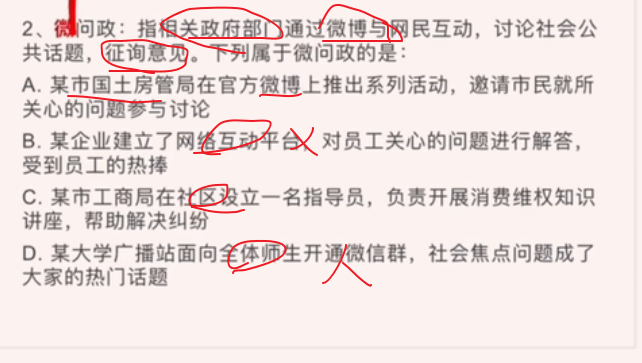 2、微问政：指相关政府部门通过微博与网民互动，讨论社会公
共话题，征询意见。下列属于微问政的是：
A. 某市国土房管局在官方微博上推出系列活动，邀请市民就所
关心的问题参与讨论
B. 某企业建立了网络互动平台，对员工关心的问题进行解答，
受到员工的热捧
C. 某市工商局在社区设立一名指导员，负责开展消费维权知识
讲座，帮助解决纠纷
D. 某大学广播站面向全体师生开通微信群，社会焦点问题成了
大家的热门话题